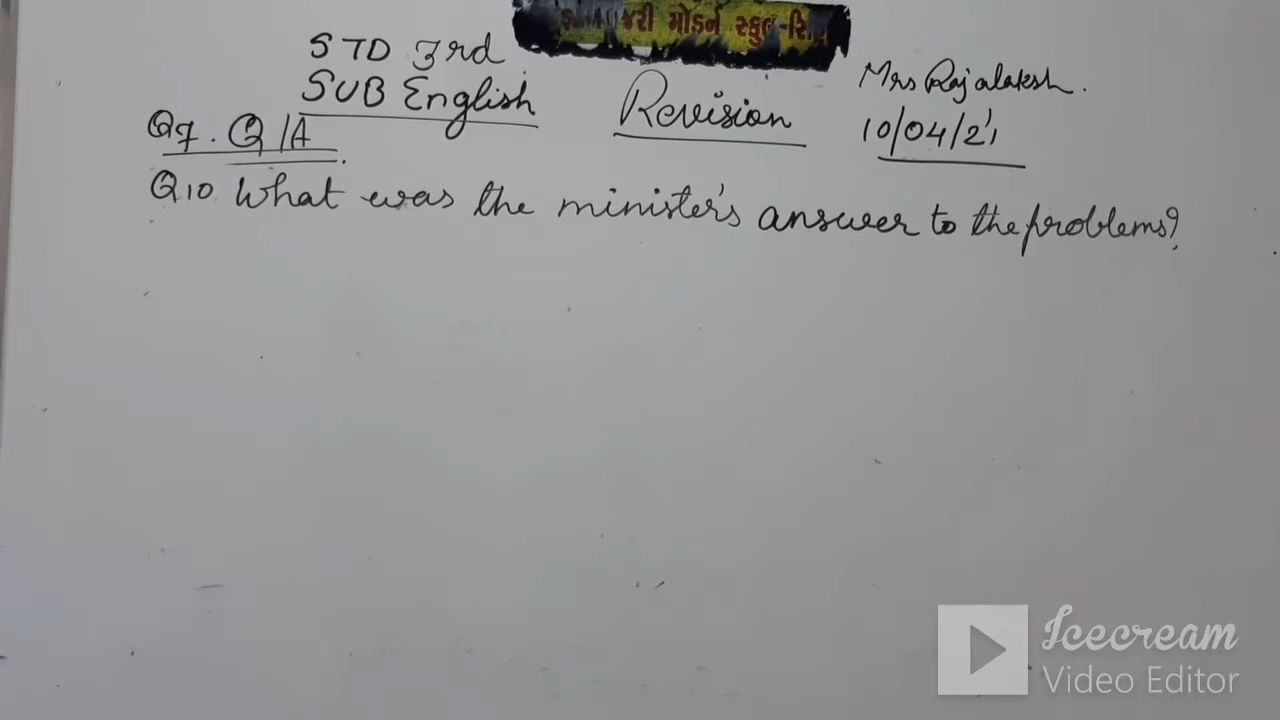 મોડર્ન સ્કુલ
STD 3rd
SUB English
Revision
Mrs Rajalaksh.
10/04/21
Q7. Q/A
Q10 What was the minister's answer to the problems?
Icecream
Video Editor